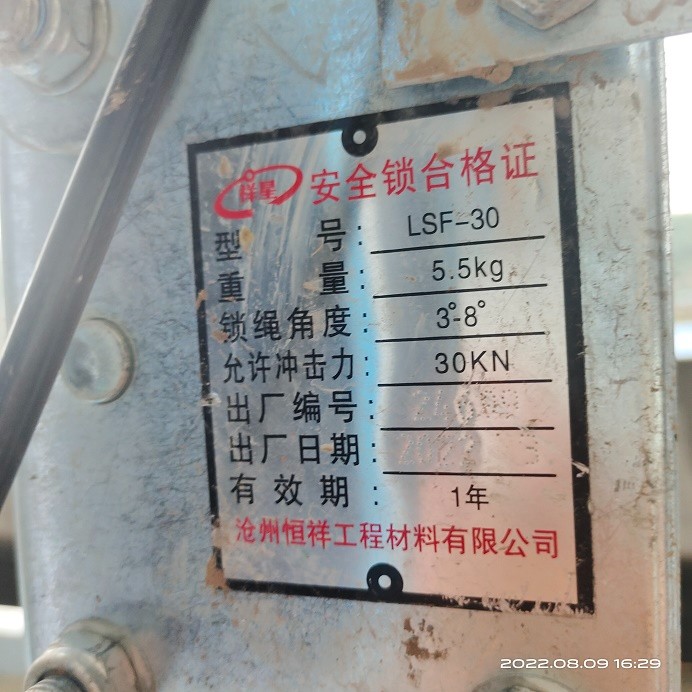 群星 安全锁合格证
型 号: LSF-30
重 量: 5.5kg
锁绳角度: 3°-8°
允许冲击力: 30KN
出厂编号:
出厂日期:
有效期: 1年
沧州恒祥工程材料有限公司
2022.08.09 16:29